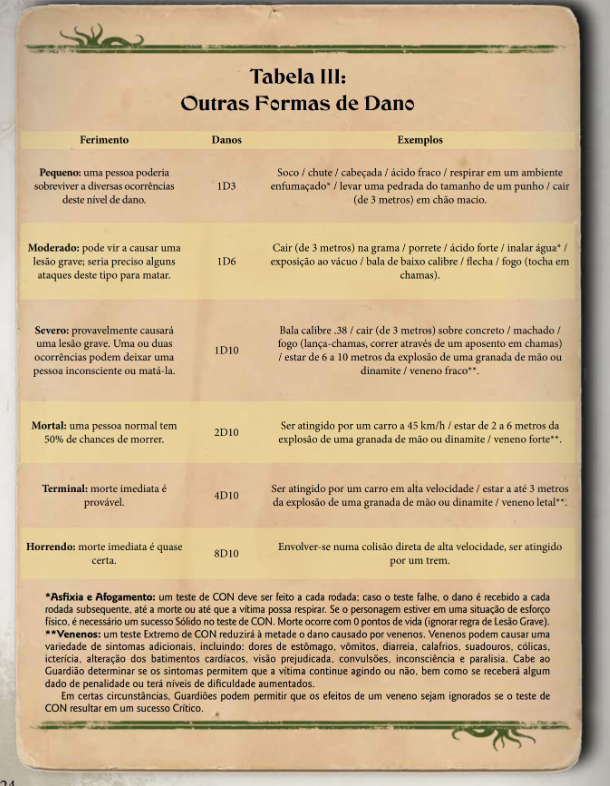 Tabela III:
Outras Formas de Dano
Ferimento Danos Exemplos
Pequeno: uma pessoa poderia
sobreviver a diversas ocorrências
deste nível de dano.
1D3
Soco / chute / cabeçada / ácido fraco / respirar em um ambiente
enfumaçado* / levar uma pedrada do tamanho de um punho / cair
(de 3 metros) em chão macio.
Moderado: pode vir a causar uma
lesão grave; seria preciso alguns
ataques deste tipo para matar.
1D6
Cair (de 3 metros) na grama / porrete / ácido forte / inalar água* /
exposição ao vácuo / bala de baixo calibre / flecha / fogo (tocha em
chamas).
Severo: provavelmente causará
uma lesão grave. Uma ou duas
ocorrências podem deixar uma
pessoa inconsciente ou matá-la.
1D10
Bala calibre .38 / cair (de 3 metros) sobre concreto / machado /
fogo (lança-chamas, correr através de um aposento em chamas)
/ estar de 6 a 10 metros da explosão de uma granada de mão ou
dinamite / veneno fraco**.
Mortal: uma pessoa normal tem
50% de chances de morrer.
2D10
Ser atingido por um carro a 45 km/h / estar de 2 a 6 metros da
explosão de uma granada de mão ou dinamite / veneno forte**.
Terminal: morte imediata é
provável.
4D10
Ser atingido por um carro em alta velocidade / estar a até 3 metros
da explosão de uma granada de mão ou dinamite / veneno letal**.
Horrendo: morte imediata é quase
certa.
8D10
Envolver-se numa colisão direta de alta velocidade, ser atingido
por um trem.
*Asfixia e Afogamento: um teste de CON deve ser feito a cada rodada; caso o teste falhe, o dano é recebido a cada
rodada subsequente, até a morte ou até que a vítima possa respirar. Se o personagem estiver em uma situação de esforço
físico, é necessário um sucesso Sólido no teste de CON. Morte ocorre com 0 pontos de vida (ignorar regra de Lesão Grave).
**Venenos: um teste Extremo de CON reduzirá à metade o dano causado por venenos. Venenos podem causar uma
variedade de sintomas adicionais, incluindo: dores de estômago, vômitos, diarreia, calafrios, suadouros, cólicas,
icterícia, alteração dos batimentos cardíacos, visão prejudicada, convulsões, inconsciência e paralisia. Cabe ao
Guardião determinar se os sintomas permitem que a vítima continue agindo ou não, bem como se receberá algum
dado de penalidade ou terá níveis de dificuldade aumentados.
Em certas circunstâncias, Guardiões podem permitir que os efeitos de um veneno sejam ignorados se o teste de
CON resultar em um sucesso Crítico.